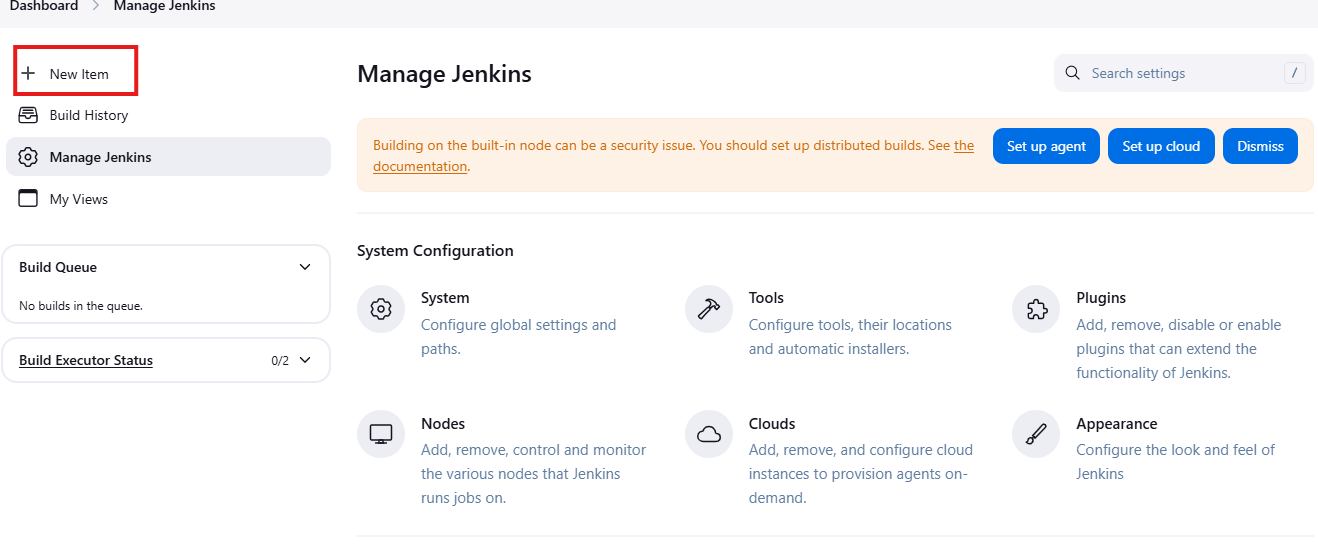 Dashboard > Manage Jenkins
New Item
Build History
Manage Jenkins
My Views
Build Queue
No builds in the queue.
Build Executor Status 0/2
Manage Jenkins
Search settings /
Building on the built-in node can be a security issue. You should set up distributed builds. See the
documentation.
Set up agent Set up cloud Dismiss
System Configuration
System
Configure global settings and
paths.
Tools
Configure tools, their locations
and automatic installers.
Plugins
Add, remove, disable or enable
plugins that can extend the
functionality of Jenkins.
Nodes
Add, remove, control and monitor
the various nodes that Jenkins
runs jobs on.
Clouds
Add, remove, and configure cloud
instances to provision agents on-
demand.
Appearance
Configure the look and feel of
Jenkins